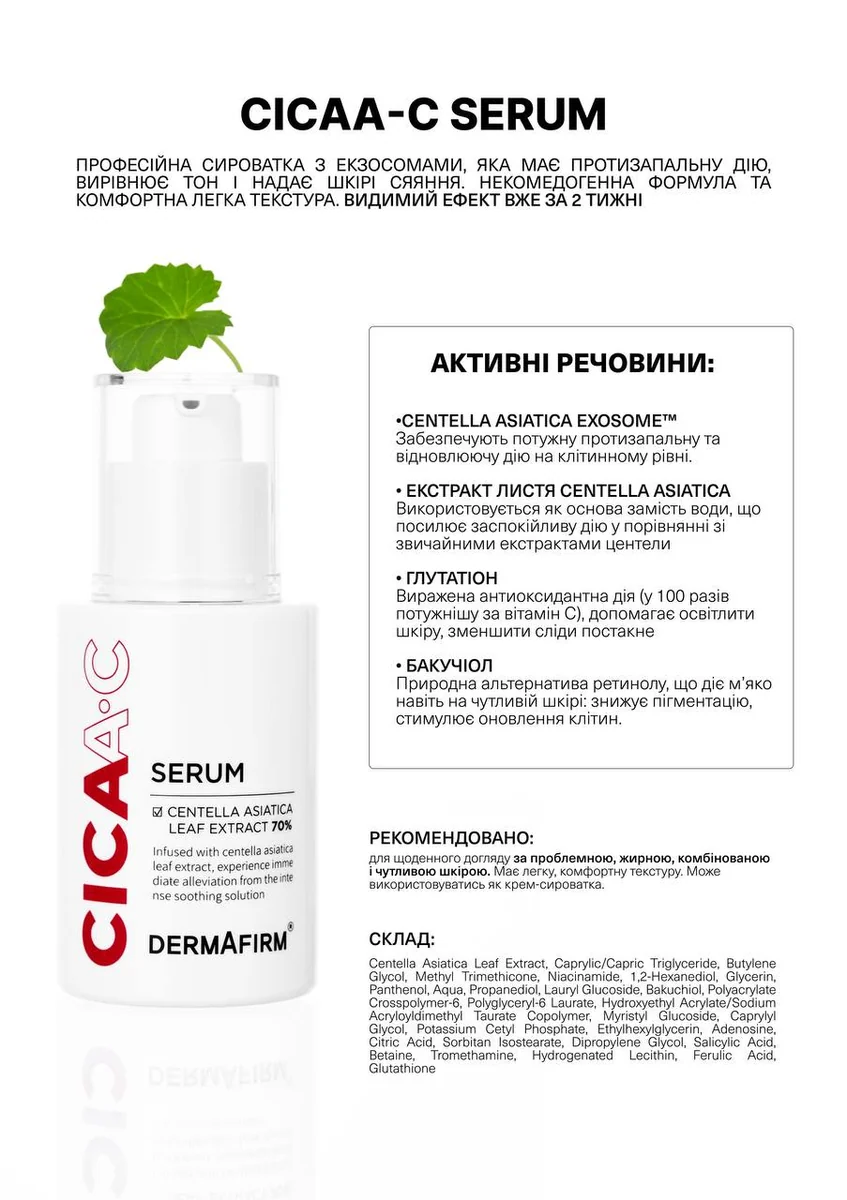 CICAA-C SERUM
ПРОФЕСІЙНА СИРОВАТКА З ЕКЗОСОМАМИ, ЯКА МАЄ ПРОТИЗАПАЛЬНУ ДІЮ,
ВИРІВНЮЄ ТОН І НАДАЄ ШКІРІ СЯЯННЯ. НЕКОМЕДОГЕННА ФОРМУЛА ТА
КОМФОРТНА ЛЕГКА ТЕКСТУРА. ВИДИМИЙ ЕФЕКТ ВЖЕ ЗА 2 ТИЖНІ
АКТИВНІ РЕЧОВИНИ:
•CENTELLA ASIATICA EXOSOME™
Забезпечують потужну протизапальну та
відновлюючу дію на клітинному рівні.
• ЕКСТРАКТ ЛИСТЯ CENTELLA ASIATICA
Використовується як основа замість води, що
посилює заспокійливу дію у порівнянні зі
звичайними екстрактами центели
• ГЛУТАТІОН
Виражена антиоксидантна дія (у 100 разів
потужнішу за вітамін С), допомагає освітлити
шкіру, зменшити сліди постакне
• БАКУЧІОЛ
Природна альтернатива ретинолу, що діє м’яко
навіть на чутливій шкірі: знижує пігментацію,
стимулює оновлення клітин.
CICAA·C
SERUM
☑ CENTELLA ASIATICA
LEAF EXTRACT 70%
Infused with centella asiatica
leaf extract, experience imme
diate alleviation from the inte
nse soothing solution
DERMAFIRM®
РЕКОМЕНДОВАНО:
для щоденного догляду за проблемною, жирною, комбінованою
і чутливою шкірою. Має легку, комфортну текстуру. Може
використовуватись як крем-сироватка.
СКЛАД:
Centella Asiatica Leaf Extract, Caprylic/Capric Triglyceride, Butylene
Glycol, Methyl Trimethicone, Niacinamide, 1,2-Hexanediol, Glycerin,
Panthenol, Aqua, Propanediol, Lauryl Glucoside, Bakuchiol, Polyacrylate
Crosspolymer-6, Polyglyceryl-6 Laurate, Hydroxyethyl Acrylate/Sodium
Acryloyldimethyl Taurate Copolymer, Myristyl Glucoside, Caprylyl
Glycol, Potassium Cetyl Phosphate, Ethylhexylglycerin, Adenosine,
Citric Acid, Sorbitan Isostearate, Dipropylene Glycol, Salicylic Acid,
Betaine, Tromethamine, Hydrogenated Lecithin, Ferulic Acid,
Glutathione